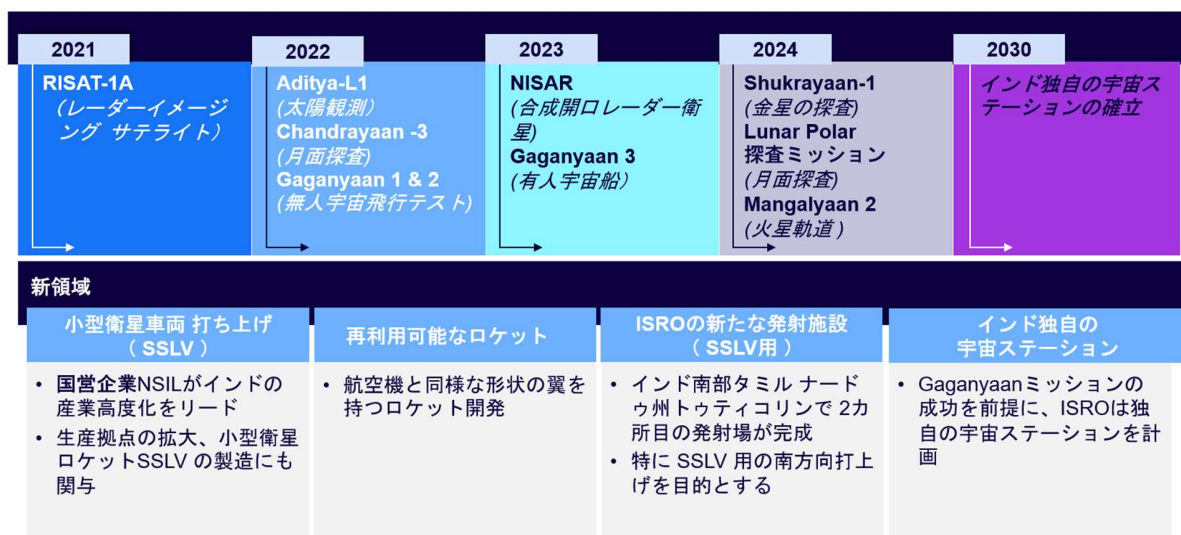 2021
2022
2023
2024
2030
RISAT-1A
（レーダーイメージ
ング サテライト）
Aditya-L1
(太陽観測）
Chandrayaan -3
(月面探査)
Gaganyaan 1 & 2
(無人宇宙飛行テスト)
NISAR
(合成開口レーダー衛
星)
Gaganyaan 3
(有人宇宙船）
Shukrayaan-1
(金星の探査)
Lunar Polar
探査ミッション
(月面探査)
Mangalyaan 2
(火星軌道 )
インド独自の宇宙ス
テーションの確立
新領域
小型衛星車両 打ち上げ
（ SSLV ）
• 国営企業NSILがインドの
産業高度化をリード
• 生産拠点の拡大、小型衛星
ロケットSSLV の製造にも
関与
再利用可能なロケット
• 航空機と同様な形状の翼を
持つロケット開発
ISROの新たな発射施設
（ SSLV用 ）
• インド南部タミル ナード
ゥ州トゥティコリンで 2カ
所目の発射場が完成
• 特に SSLV 用の南方向打上
げを目的とする
インド独自の
宇宙ステーション
• Gaganyaanミッションの
成功を前提に、ISROは独
自の宇宙ステーションを計
画